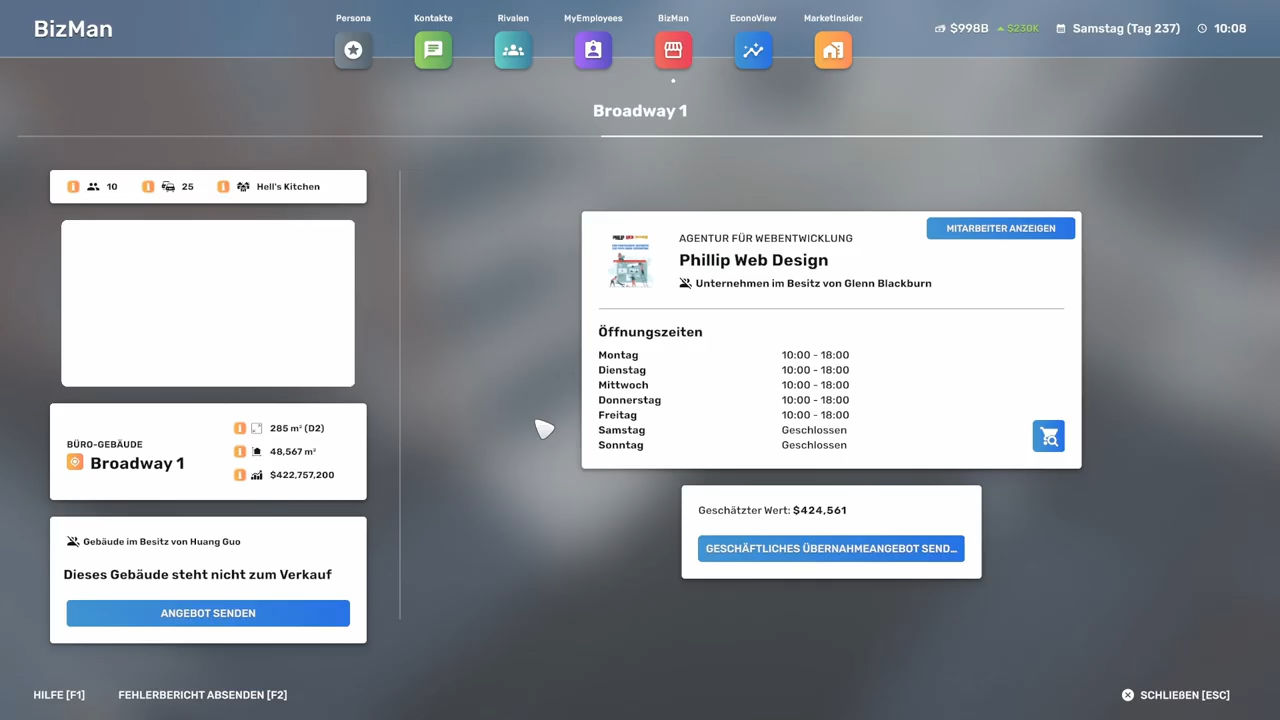 BizMan
Persona
Kontakte
Rivalen
MyEmployees
BizMan
EconoView
MarketInsider
$998B
$230K
Samstag (Tag 237)
10:08
Broadway 1
10
25
Hell's Kitchen
BÜRO-GEBÄUDE
Broadway 1
285 m² (D2)
48,567 m²
$422,757,200
Gebäude im Besitz von Huang Guo
Dieses Gebäude steht nicht zum Verkauf
ANGEBOT SENDEN
AGENTUR FÜR WEBENTWICKLUNG
MITARBEITER ANZEIGEN
Phillip Web Design
Unternehmen im Besitz von Glenn Blackburn
Öffnungszeiten
Montag 10:00 - 18:00
Dienstag 10:00 - 18:00
Mittwoch 10:00 - 18:00
Donnerstag 10:00 - 18:00
Freitag 10:00 - 18:00
Samstag Geschlossen
Sonntag Geschlossen
Geschätzter Wert: $424,561
GESCHÄFTLICHES ÜBERNAHMEANGEBOT SEND…
HILFE [F1]
FEHLERBERICHT ABSENDEN [F2]
SCHLIEẞEN [ESC]